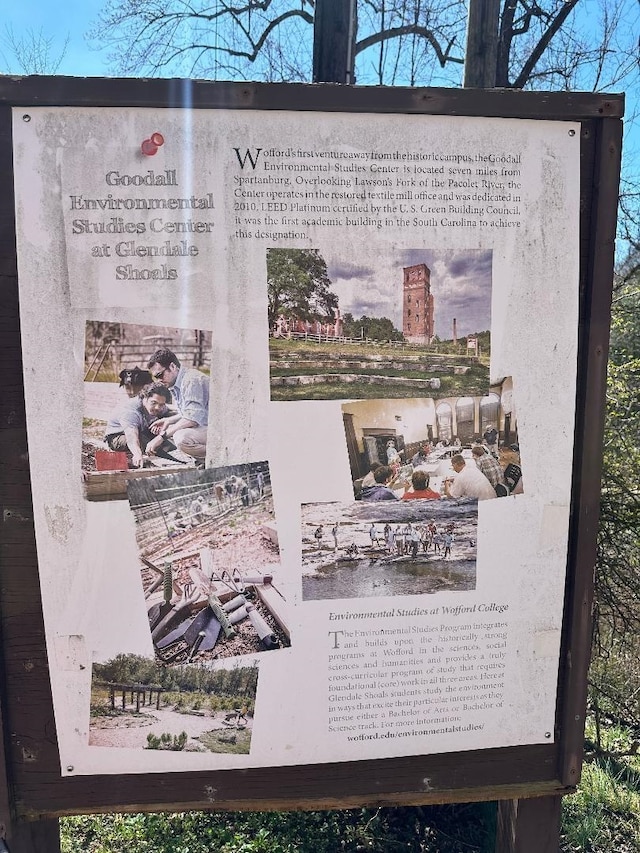 Goodall
Environmental
Studies Center
at Glendale
Shoals
Wofford's first venture away from the historic campus, the Goodall
Environmental Studies Center is located seven miles from
Spartanburg. Overlooking Lawson's Fork of the Pacolet River, the
Center operates in the restored textile mill office and was dedicated in
2010. LEED Platinum certified by the U. S. Green Building Council,
it was the first academic building in the South Carolina to achieve
this designation.
Environmental Studies at Wofford College
The Environmental Studies Program integrates
and builds upon the historically strong
programs at Wofford in the sciences, social
sciences and humanities and provides a truly
cross-curricular program of study that requires
foundational (core) work in all three areas. Here at
Glendale Shoals students study the environment
in ways that excite their particular interests as they
pursue either a Bachelor of Arts or Bachelor of
Science track. For more information:
wofford.edu/environmentalstudies/